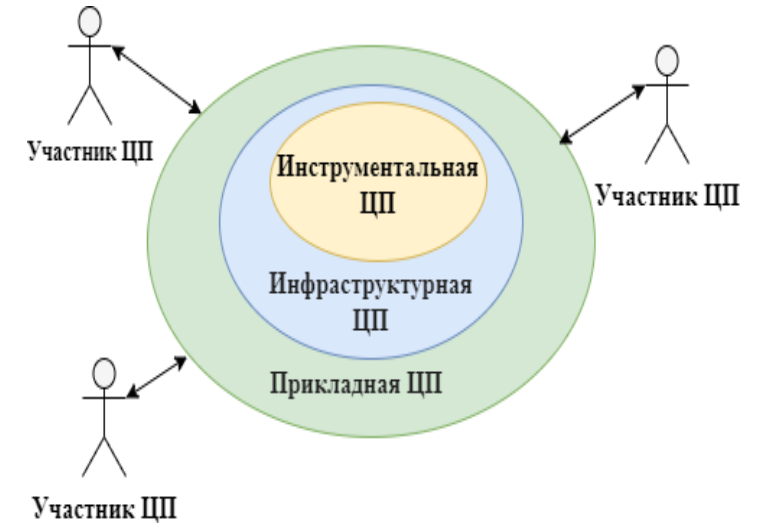 Участник ЦП
Инструментальная
ЦП
Участник ЦП
Инфраструктурная
ЦП
Прикладная ЦП
Участник ЦП